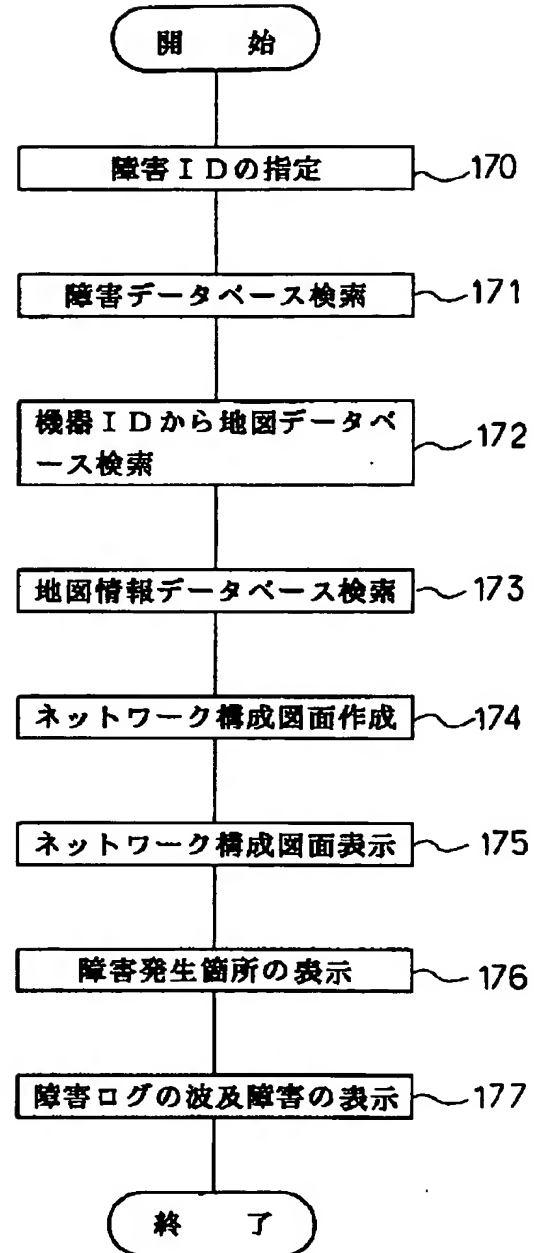 開 始
障害IDの指定 170
障害データベース検索 171
機器IDから地図データベ
ース検索 172
地図情報データベース検索 173
ネットワーク構成図面作成 174
ネットワーク構成図面表示 175
障害発生箇所の表示 176
障害ログの波及障害の表示 177
終 了